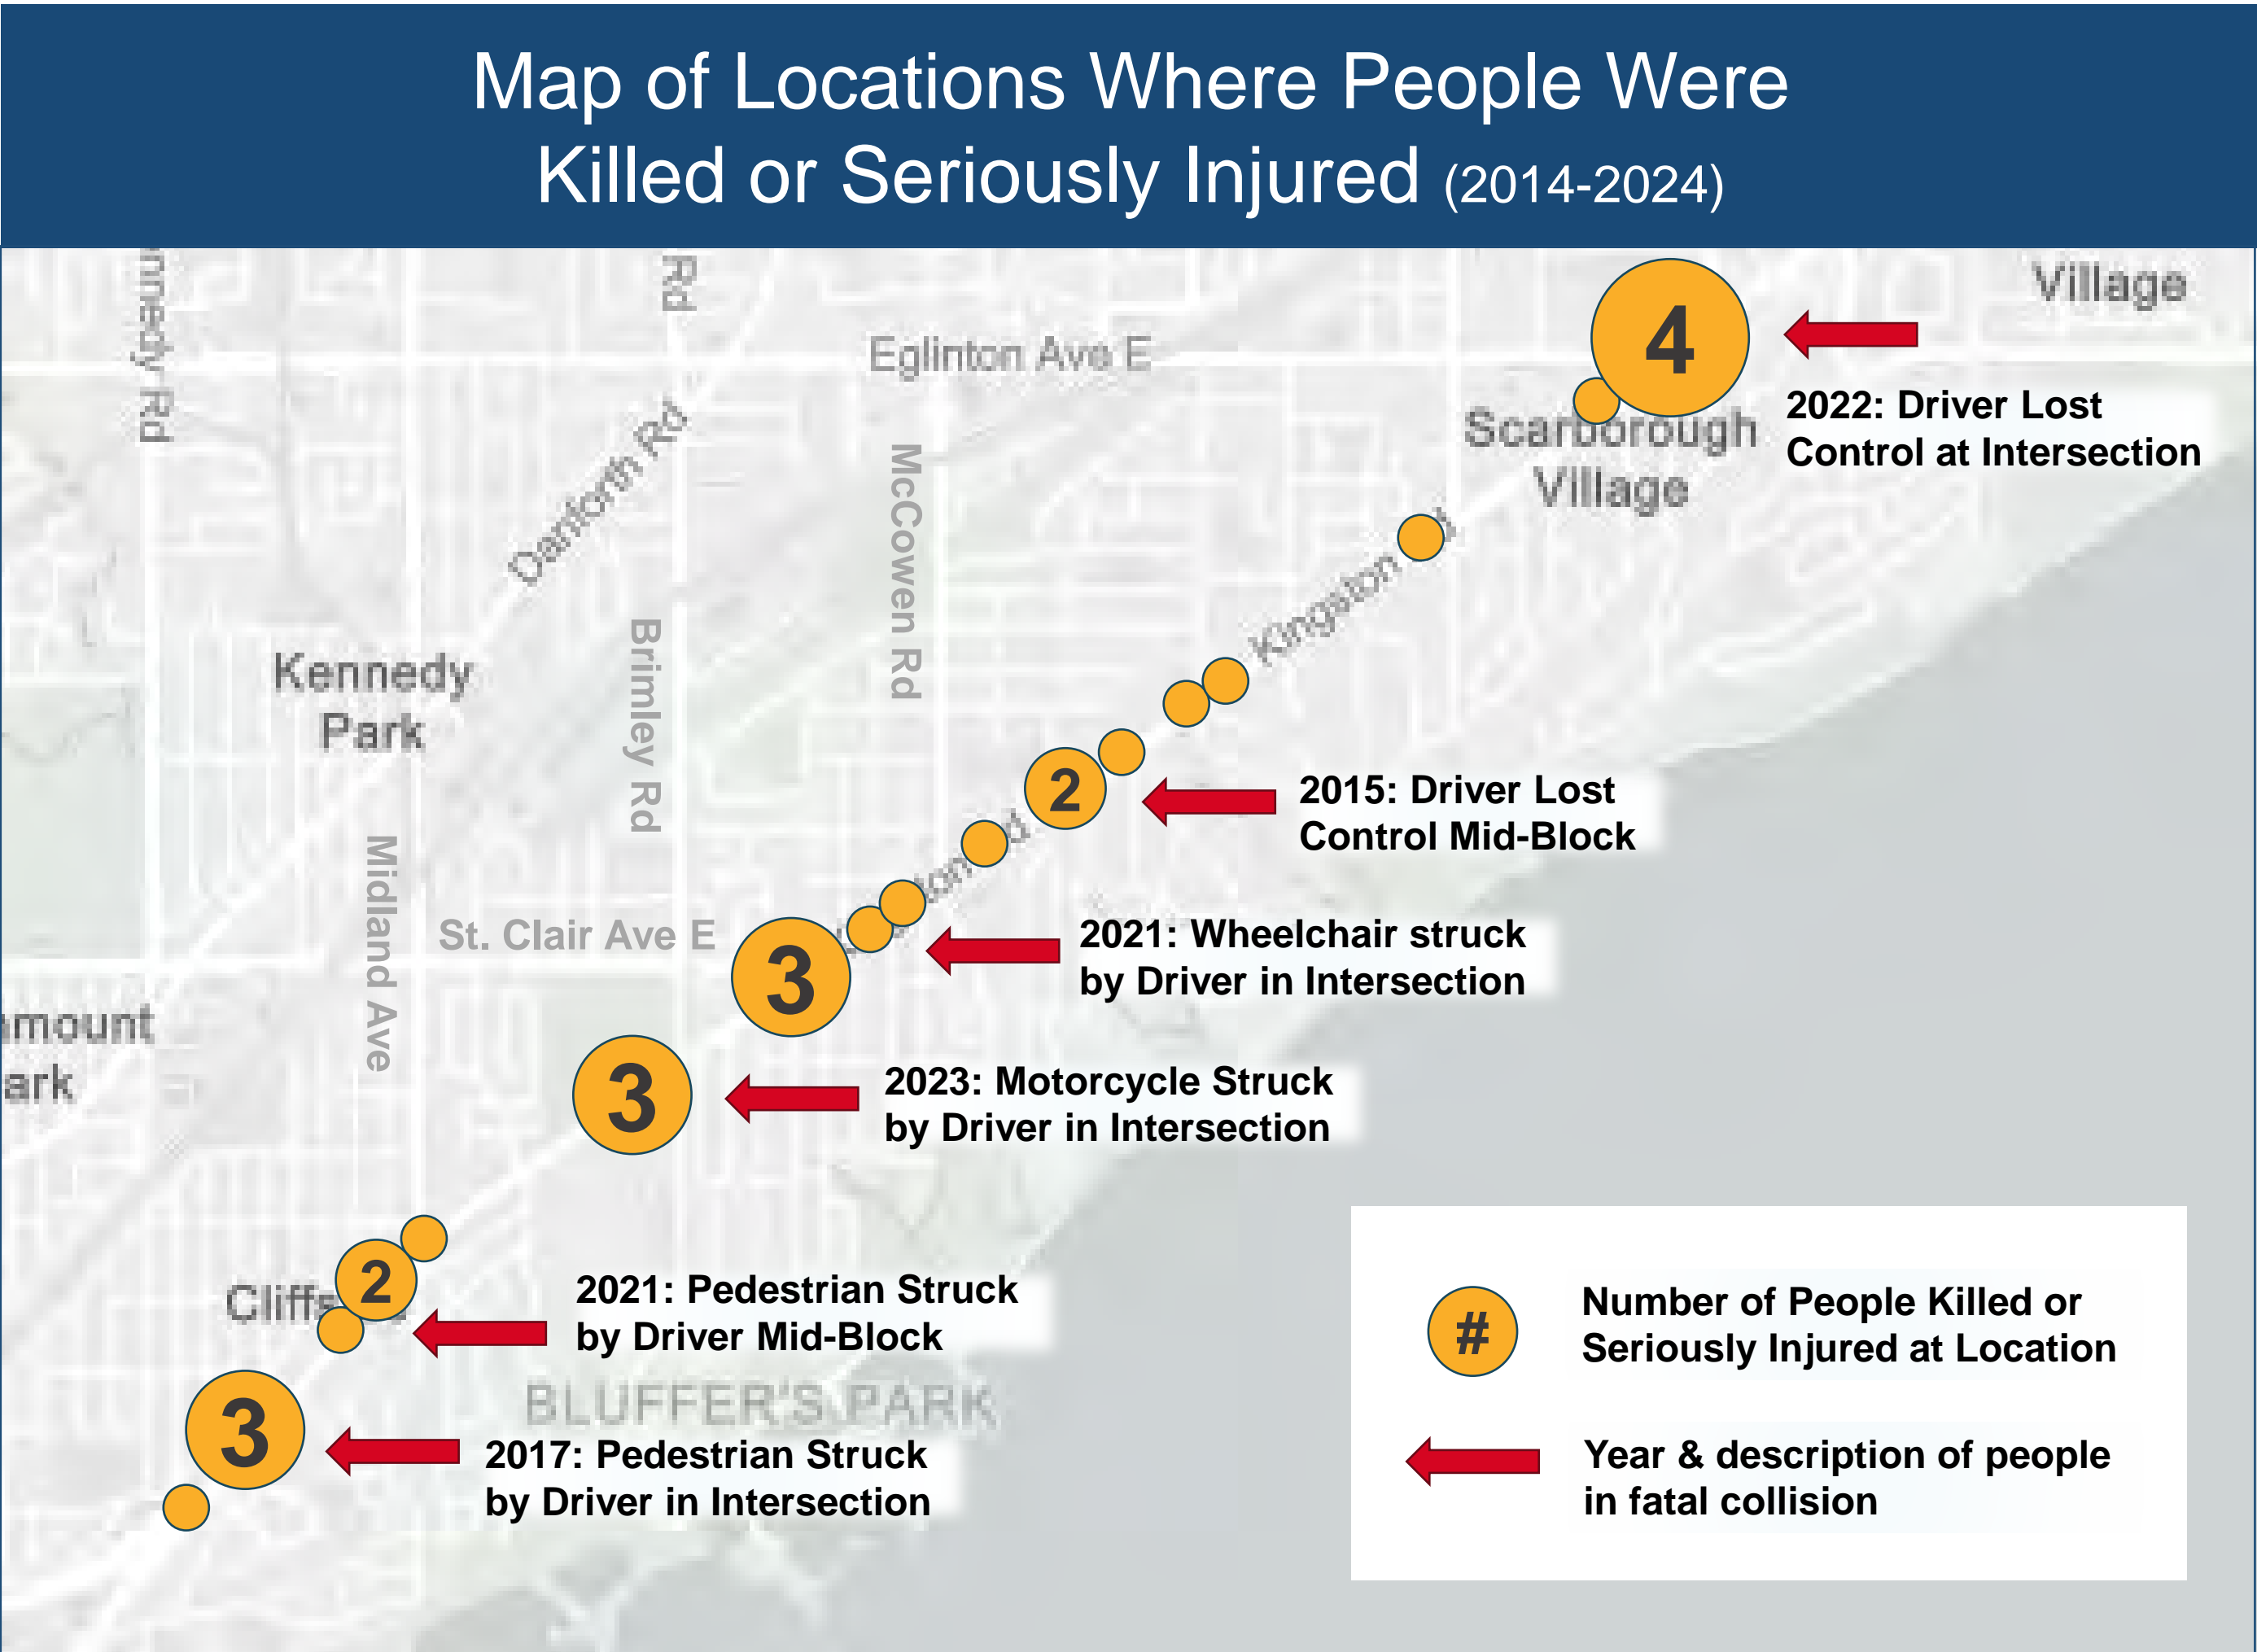 Map of Locations Where People Were
Killed or Seriously Injured (2014-2024)
Rd
Village
Eglinton Ave E
4
2022: Driver Lost
Control at Intersection
Scarborough
Village
Danforth Rd
McCowen Rd
Kingston
Kennedy
Park
Brimley Rd
2
2015: Driver Lost
Control Mid-Block
Midland Ave
St. Clair Ave E
3
2021: Wheelchair struck
by Driver in Intersection
3
2023: Motorcycle Struck
by Driver in Intersection
mount
ark
Cliffs
2
2021: Pedestrian Struck
by Driver Mid-Block
BLUFFER'S PARK
3
2017: Pedestrian Struck
by Driver in Intersection
#
Number of People Killed or
Seriously Injured at Location
Year & description of people
in fatal collision